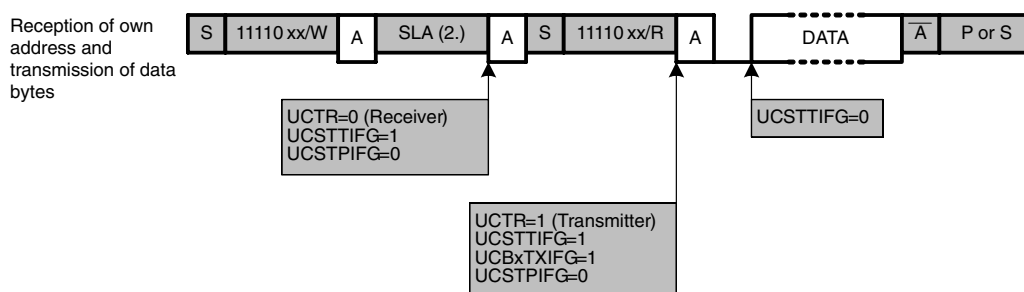 Reception of own
address and
transmission of data
bytes
S 11110 xx/W A SLA (2.) A S 11110 xx/R A DATA A P or S
UCTR=0 (Receiver)
UCSTTIFG=1
UCSTPIFG=0
UCSTTIFG=0
UCTR=1 (Transmitter)
UCSTTIFG=1
UCBxTXIFG=1
UCSTPIFG=0